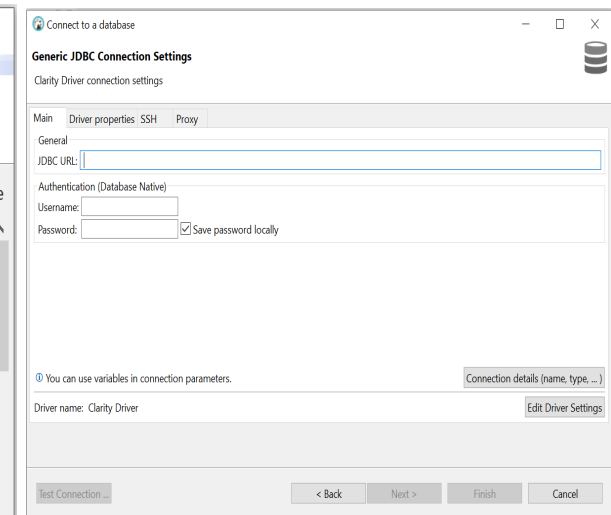 Connect to a database
Generic JDBC Connection Settings
Clarity Driver connection settings
Main Driver properties SSH Proxy
General
JDBC URL:
Authentication (Database Native)
Username:
Password: Save password locally
You can use variables in connection parameters. Connection details (name, type, ... )
Driver name: Clarity Driver Edit Driver Settings
Test Connection ... < Back Next > Finish Cancel